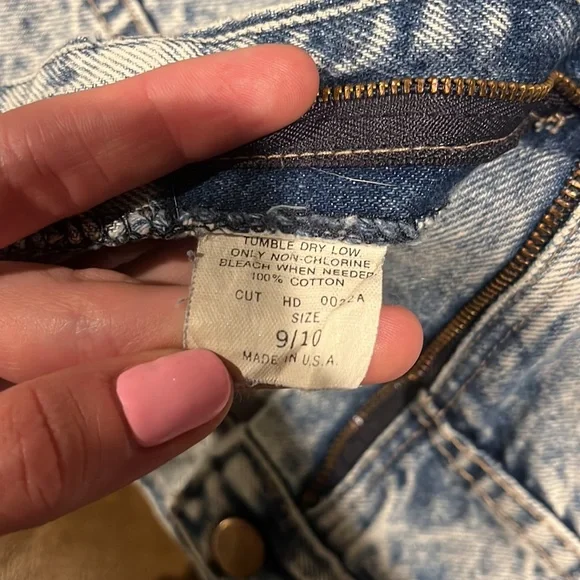 TUMBLE DRY LOW
ONLY NON-CHLORINE
BLEACH WHEN NEEDED
100% COTTON
CUT HD
SIZE
9/10
MADE IN U.S.A.